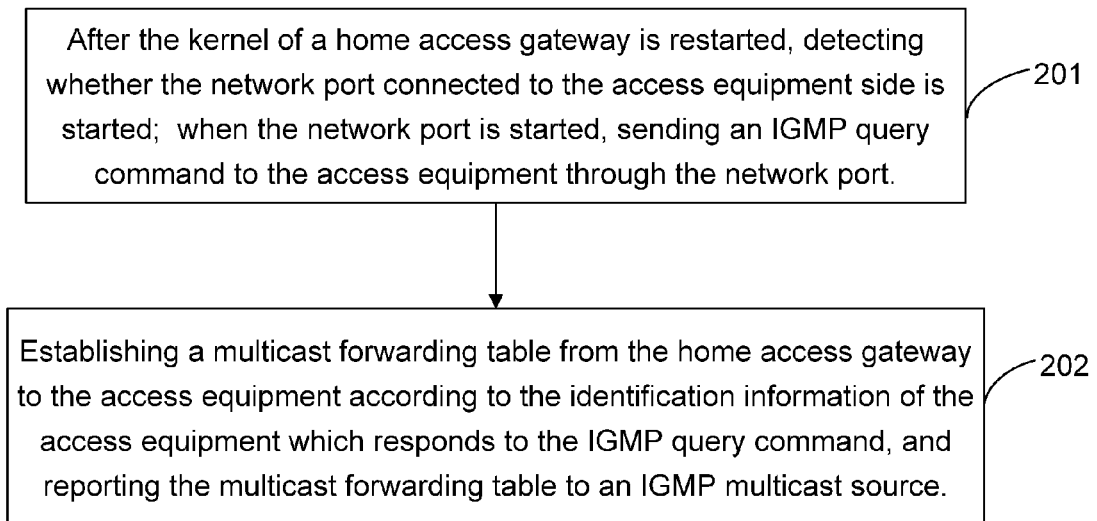 After the kernel of a home access gateway is restarted, detecting
whether the network port connected to the access equipment side is
started; when the network port is started, sending an IGMP query
command to the access equipment through the network port.
201
Establishing a multicast forwarding table from the home access gateway
to the access equipment according to the identification information of the
access equipment which responds to the IGMP query command, and
reporting the multicast forwarding table to an IGMP multicast source.
202